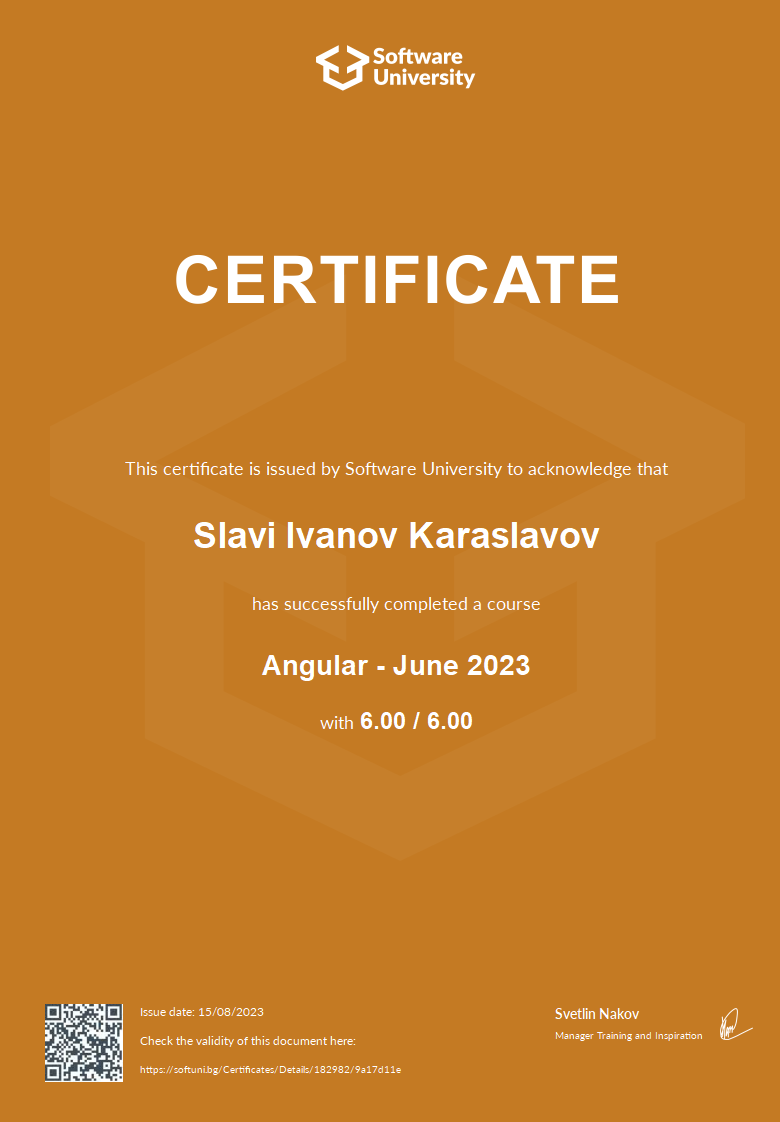 Software
University
CERTIFICATE
This certificate is issued by Software University to acknowledge that
Slavi Ivanov Karaslavov
has successfully completed a course
Angular - June 2023
with 6.00 / 6.00
Issue date: 15/08/2023
Check the validity of this document here:
https://softuni.bg/Certificates/Details/182982/9a17d11e
Svetlin Nakov
Manager Training and Inspiration